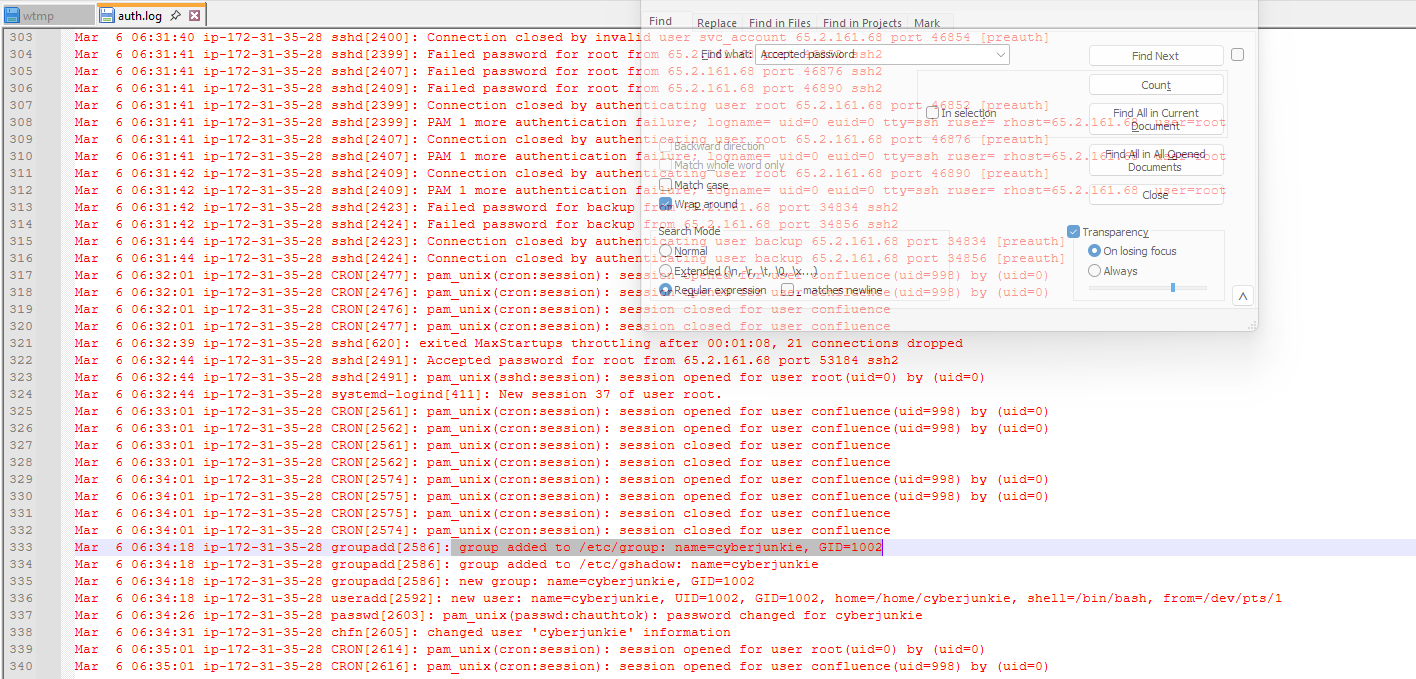 wtmp
auth.log
Find
Replace
Find in Files
Find in Projects
Mark
Find what:
Accepted password
Find Next
Count
In selection
Find All in Current
Document
Find All in All Opened
Documents
Close
Backward direction
Match whole word only
Match case
Wrap around
Search Mode
Normal
Extended (\n, \r, \t, \0, \x...)
Regular expression
. matches newline
Transparency
On losing focus
Always
303 Mar  6 06:31:40 ip-172-31-35-28 sshd[2400]: Connection closed by invalid user svc_account 65.2.161.68 port 46854 [preauth]
304 Mar  6 06:31:41 ip-172-31-35-28 sshd[2399]: Failed password for root from ssh2
305 Mar  6 06:31:41 ip-172-31-35-28 sshd[2407]: Failed password for root from 65.2.161.68 port 46876 ssh2
306 Mar  6 06:31:41 ip-172-31-35-28 sshd[2409]: Failed password for root from 65.2.161.68 port 46890 ssh2
307 Mar  6 06:31:41 ip-172-31-35-28 sshd[2399]: Connection closed by authenticating user root 65.2.161.68 port 46852 [preauth]
308 Mar  6 06:31:41 ip-172-31-35-28 sshd[2399]: PAM 1 more authentication failure; logname= uid=0 euid=0 tty=ssh ruser= rhost=65.2.161.68  user=root
309 Mar  6 06:31:41 ip-172-31-35-28 sshd[2407]: Connection closed by authenticating user root 65.2.161.68 port 46876 [preauth]
310 Mar  6 06:31:41 ip-172-31-35-28 sshd[2407]: PAM 1 more authentication failure; logname= uid=0 euid=0 tty=ssh ruser= rhost=65.2.161.68  user=root
311 Mar  6 06:31:42 ip-172-31-35-28 sshd[2409]: Connection closed by authenticating user root 65.2.161.68 port 46890 [preauth]
312 Mar  6 06:31:42 ip-172-31-35-28 sshd[2409]: PAM 1 more authentication failure; logname= uid=0 euid=0 tty=ssh ruser= rhost=65.2.161.68  user=root
313 Mar  6 06:31:42 ip-172-31-35-28 sshd[2423]: Failed password for backup from 65.2.161.68 port 34834 ssh2
314 Mar  6 06:31:42 ip-172-31-35-28 sshd[2424]: Failed password for backup from 65.2.161.68 port 34856 ssh2
315 Mar  6 06:31:44 ip-172-31-35-28 sshd[2423]: Connection closed by authenticating user backup 65.2.161.68 port 34834 [preauth]
316 Mar  6 06:31:44 ip-172-31-35-28 sshd[2424]: Connection closed by authenticating user backup 65.2.161.68 port 34856 [preauth]
317 Mar  6 06:32:01 ip-172-31-35-28 CRON[2477]: pam_unix(cron:session): session opened for user confluence(uid=998) by (uid=0)
318 Mar  6 06:32:01 ip-172-31-35-28 CRON[2476]: pam_unix(cron:session): session opened for user confluence(uid=998) by (uid=0)
319 Mar  6 06:32:01 ip-172-31-35-28 CRON[2476]: pam_unix(cron:session): session closed for user confluence
320 Mar  6 06:32:01 ip-172-31-35-28 CRON[2477]: pam_unix(cron:session): session closed for user confluence
321 Mar  6 06:32:39 ip-172-31-35-28 sshd[620]: exited MaxStartups throttling after 00:01:08, 21 connections dropped
322 Mar  6 06:32:44 ip-172-31-35-28 sshd[2491]: Accepted password for root from 65.2.161.68 port 53184 ssh2
323 Mar  6 06:32:44 ip-172-31-35-28 sshd[2491]: pam_unix(sshd:session): session opened for user root(uid=0) by (uid=0)
324 Mar  6 06:32:44 ip-172-31-35-28 systemd-logind[411]: New session 37 of user root.
325 Mar  6 06:33:01 ip-172-31-35-28 CRON[2561]: pam_unix(cron:session): session opened for user confluence(uid=998) by (uid=0)
326 Mar  6 06:33:01 ip-172-31-35-28 CRON[2562]: pam_unix(cron:session): session opened for user confluence(uid=998) by (uid=0)
327 Mar  6 06:33:01 ip-172-31-35-28 CRON[2561]: pam_unix(cron:session): session closed for user confluence
328 Mar  6 06:33:01 ip-172-31-35-28 CRON[2562]: pam_unix(cron:session): session closed for user confluence
329 Mar  6 06:34:01 ip-172-31-35-28 CRON[2574]: pam_unix(cron:session): session opened for user confluence(uid=998) by (uid=0)
330 Mar  6 06:34:01 ip-172-31-35-28 CRON[2575]: pam_unix(cron:session): session opened for user confluence(uid=998) by (uid=0)
331 Mar  6 06:34:01 ip-172-31-35-28 CRON[2575]: pam_unix(cron:session): session closed for user confluence
332 Mar  6 06:34:01 ip-172-31-35-28 CRON[2574]: pam_unix(cron:session): session closed for user confluence
333 Mar  6 06:34:18 ip-172-31-35-28 groupadd[2586]: group added to /etc/group: name=cyberjunkie, GID=1002
334 Mar  6 06:34:18 ip-172-31-35-28 groupadd[2586]: group added to /etc/gshadow: name=cyberjunkie
335 Mar  6 06:34:18 ip-172-31-35-28 groupadd[2586]: new group: name=cyberjunkie, GID=1002
336 Mar  6 06:34:18 ip-172-31-35-28 useradd[2592]: new user: name=cyberjunkie, UID=1002, GID=1002, home=/home/cyberjunkie, shell=/bin/bash, from=/dev/pts/1
337 Mar  6 06:34:26 ip-172-31-35-28 passwd[2603]: pam_unix(passwd:chauthtok): password changed for cyberjunkie
338 Mar  6 06:34:31 ip-172-31-35-28 chfn[2605]: changed user 'cyberjunkie' information
339 Mar  6 06:35:01 ip-172-31-35-28 CRON[2614]: pam_unix(cron:session): session opened for user root(uid=0) by (uid=0)
340 Mar  6 06:35:01 ip-172-31-35-28 CRON[2616]: pam_unix(cron:session): session opened for user confluence(uid=998) by (uid=0)